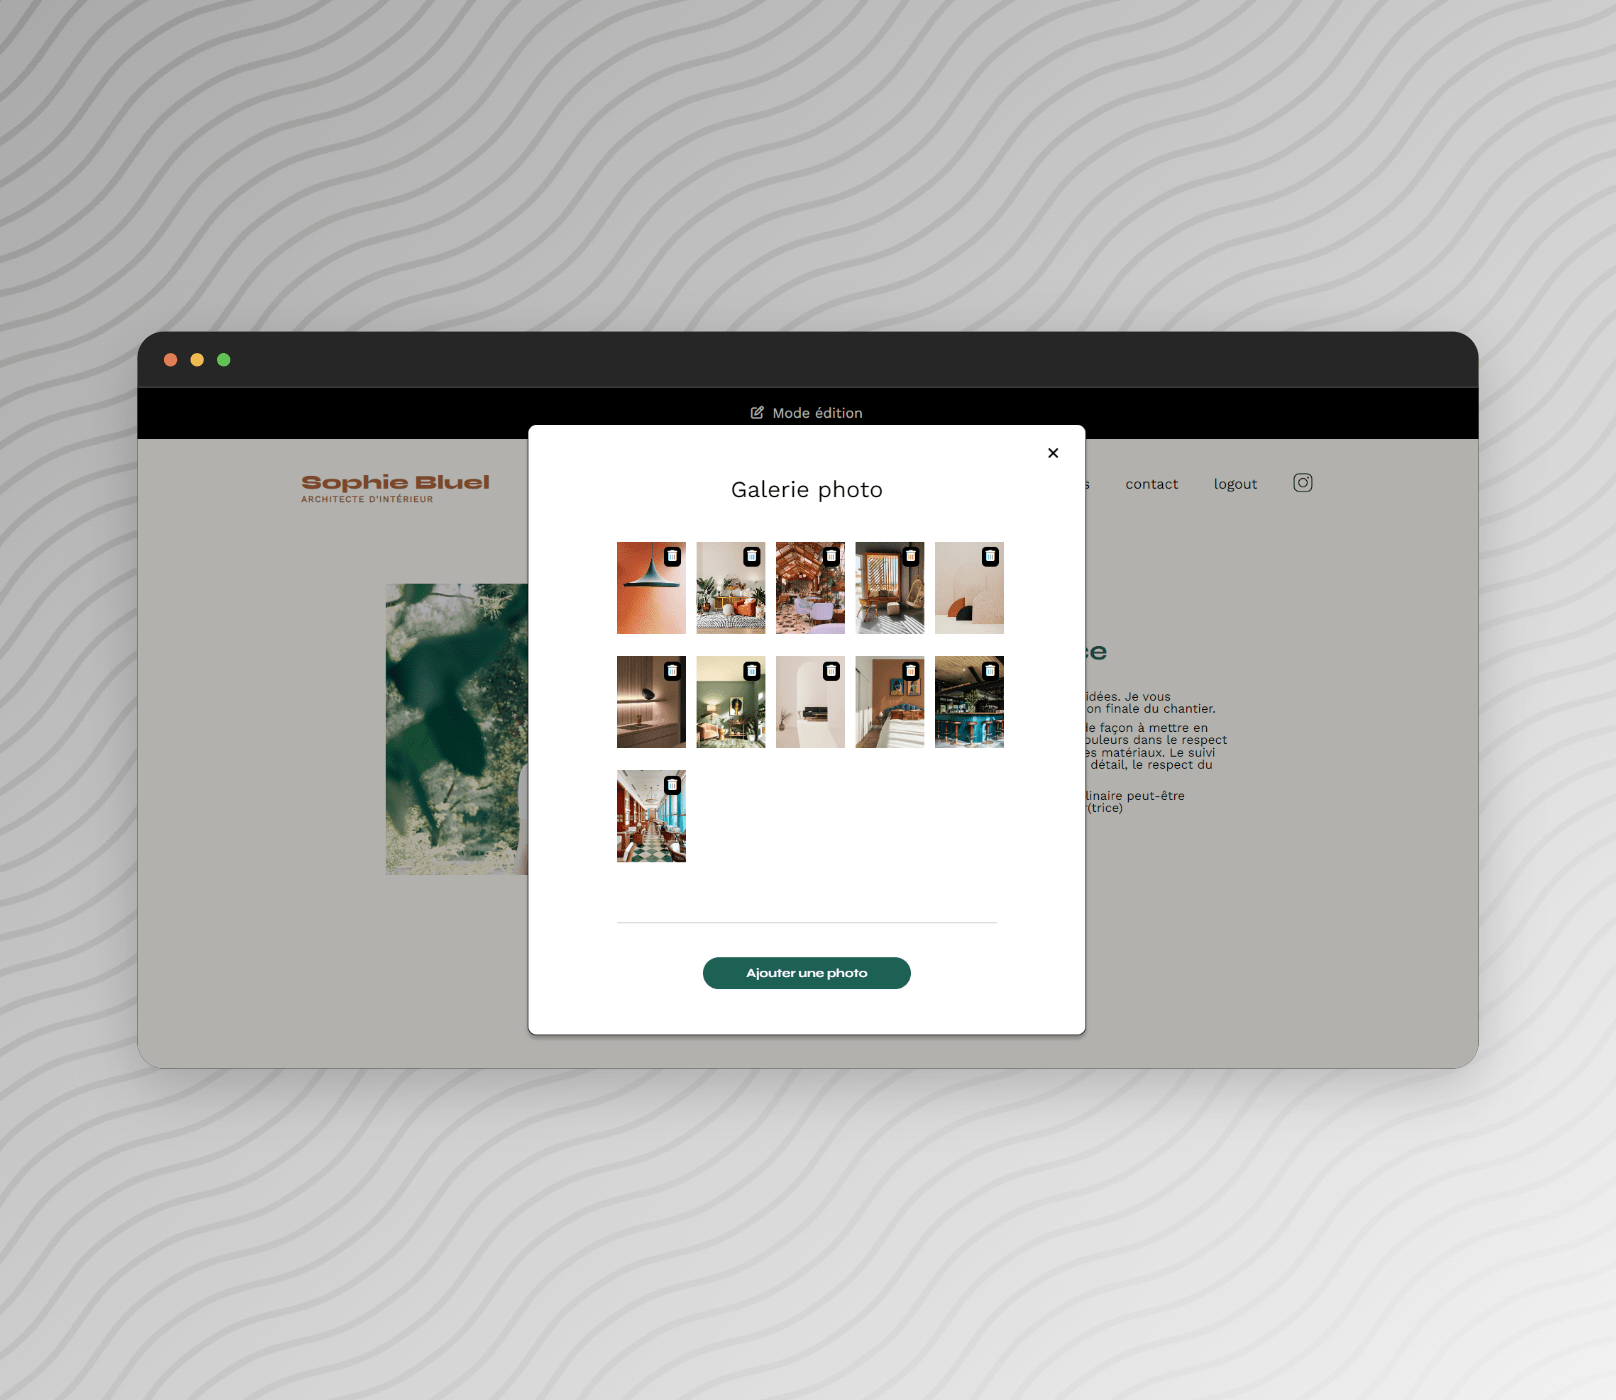 Mode édition
Sophie Bluel
ARCHITECTE D'INTÉRIEUR
contact
logout
Galerie photo
idées. Je vous
on finale du chantier.
de façon à mettre en
ouleurs dans le respect
es matériaux. Le suivi
détail, le respect du
linaire peut-être
(trice)
Ajouter une photo